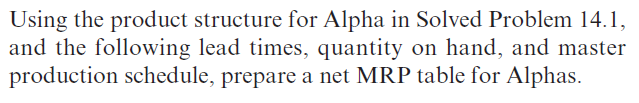 Using the product structure for Alpha in Solved Problem 14.1,
and the following lead times, quantity on hand, and master
production schedule, prepare a net MRP table for Alphas.